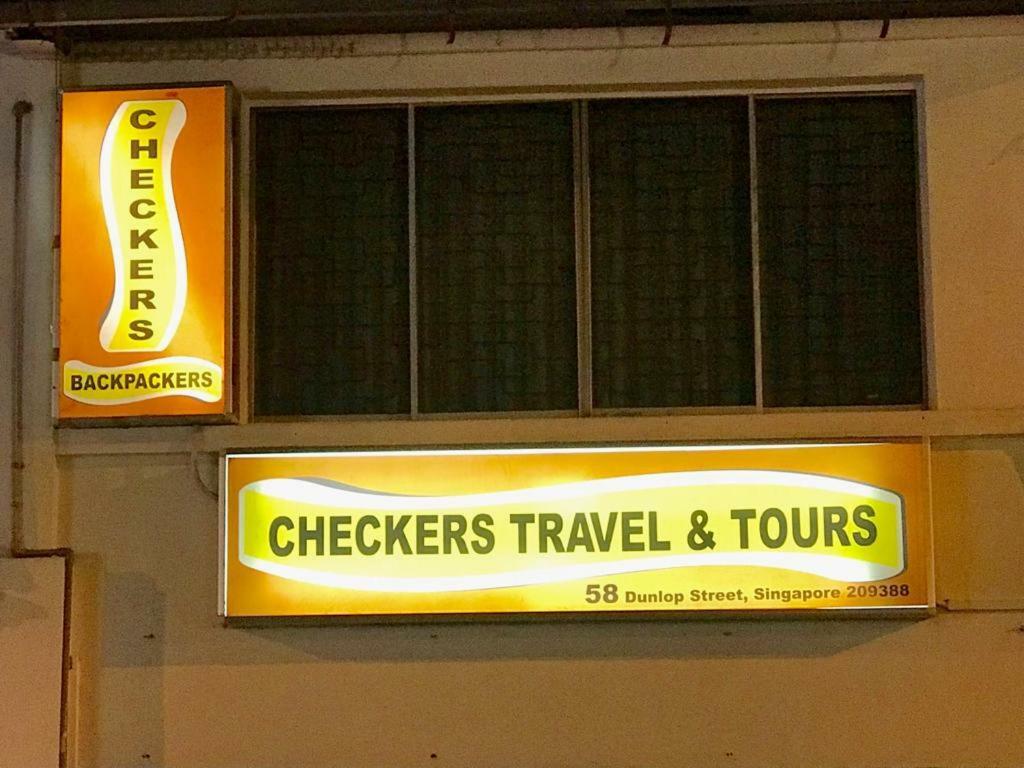 CHECKERS
BACKPACKERS
CHECKERS TRAVEL & TOURS
58 Dunlop Street, Singapore 209388